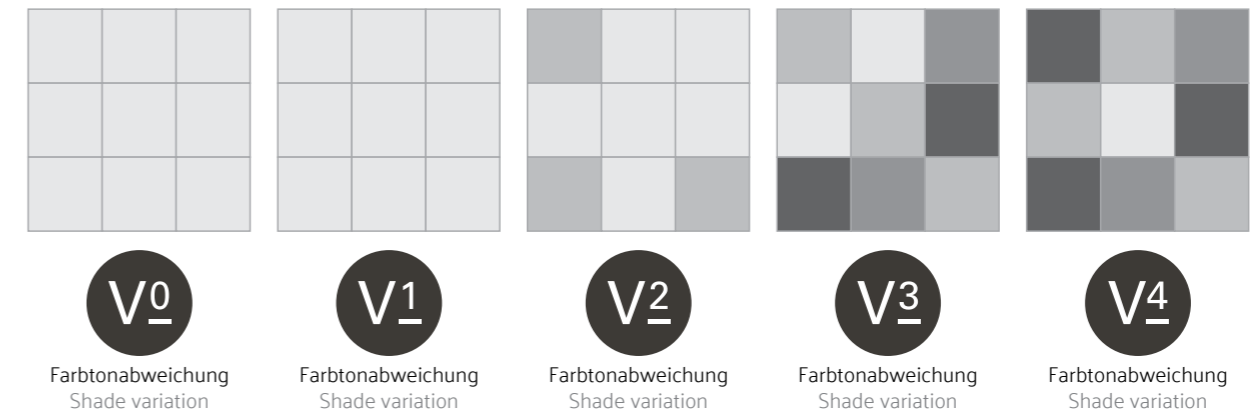 V0
Farbtonabweichung
Shade variation
V1
Farbtonabweichung
Shade variation
V2
Farbtonabweichung
Shade variation
V3
Farbtonabweichung
Shade variation
V4
Farbtonabweichung
Shade variation